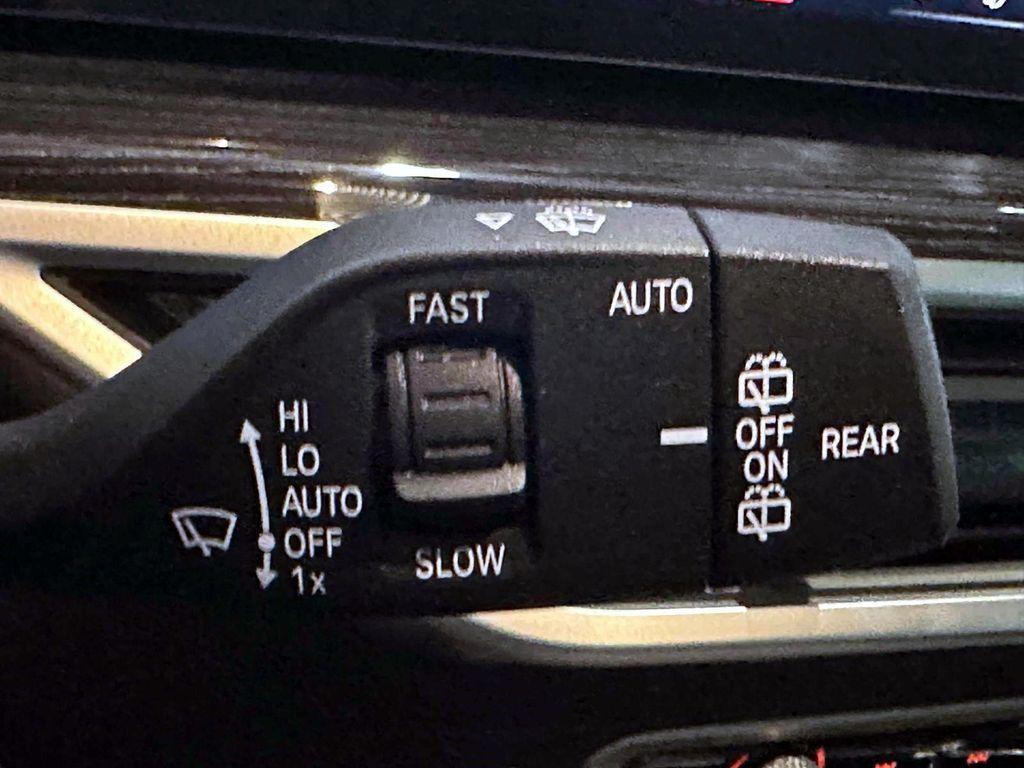 FAST
AUTO
HI
LO
AUTO
OFF
1x
SLOW
OFF
ON
REAR